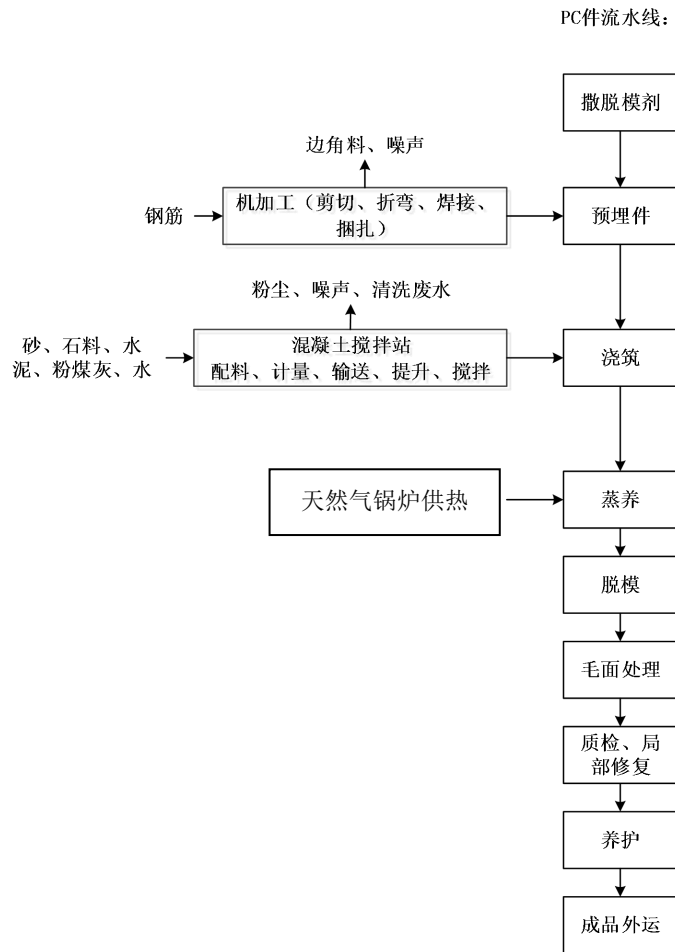 PC件流水线：
撒脱模剂
边角料、噪声
钢筋
机加工（剪切、折弯、焊接、
捆扎）
预埋件
粉尘、噪声、清洗废水
砂、石料、水
泥、粉煤灰、水
混凝土搅拌站
配料、计量、输送、提升、搅拌
浇筑
天然气锅炉供热
蒸养
脱模
毛面处理
质检、局
部修复
养护
成品外运